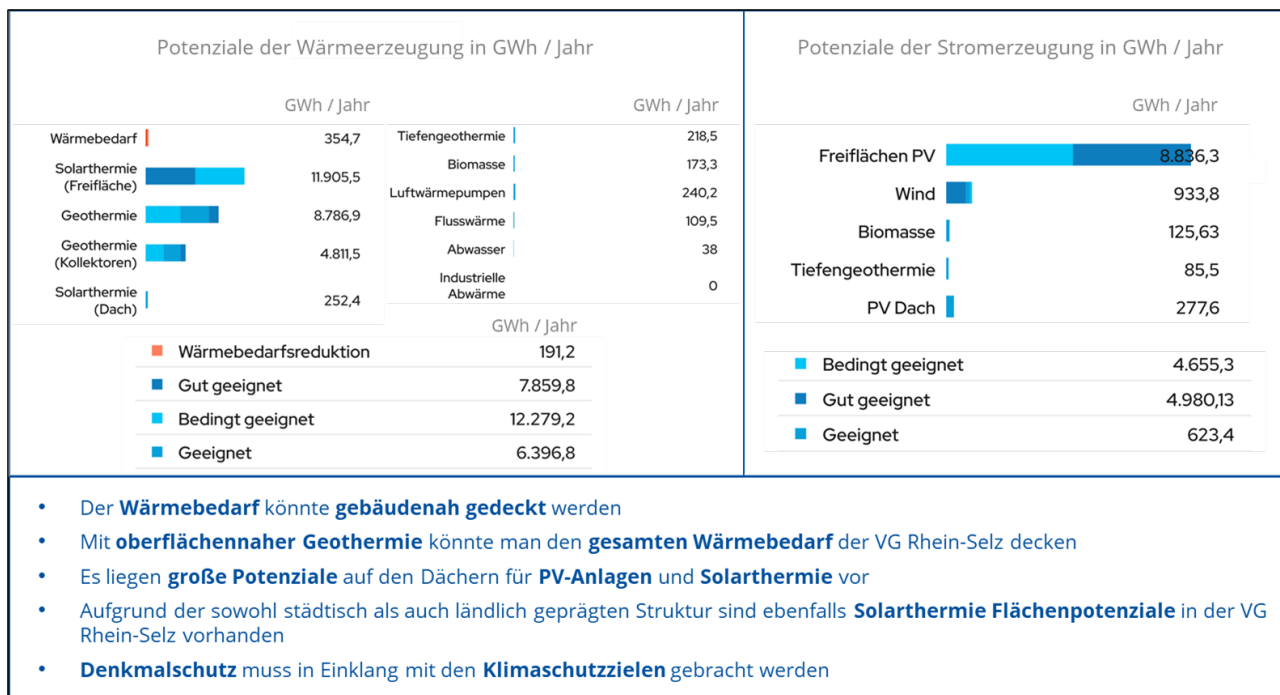 Potenziale der Wärmeerzeugung in GWh / Jahr
GWh / Jahr
Wärmebedarf 354,7
Solarthermie
(Freifläche) 11.905,5
Geothermie 8.786,9
Geothermie
(Kollektoren) 4.811,5
Solarthermie
(Dach) 252,4
GWh / Jahr
Tiefengeothermie 218,5
Biomasse 173,3
Luftwärmepumpen 240,2
Flusswärme 109,5
Abwasser 38
Industrielle
Abwärme 0
GWh / Jahr
Wärmebedarfsreduktion 191,2
Gut geeignet 7.859,8
Bedingt geeignet 12.279,2
Geeignet 6.396,8
Potenziale der Stromerzeugung in GWh / Jahr
GWh / Jahr
Freiflächen PV 8.836,3
Wind 933,8
Biomasse 125,63
Tiefengeothermie 85,5
PV Dach 277,6
Bedingt geeignet 4.655,3
Gut geeignet 4.980,13
Geeignet 623,4
• Der Wärmebedarf könnte gebäudenah gedeckt werden
• Mit oberflächennaher Geothermie könnte man den gesamten Wärmebedarf der VG Rhein-Selz decken
• Es liegen große Potenziale auf den Dächern für PV-Anlagen und Solarthermie vor
• Aufgrund der sowohl städtisch als auch ländlich geprägten Struktur sind ebenfalls Solarthermie Flächenpotenziale in der VG
Rhein-Selz vorhanden
• Denkmalschutz muss in Einklang mit den Klimaschutzzielen gebracht werden